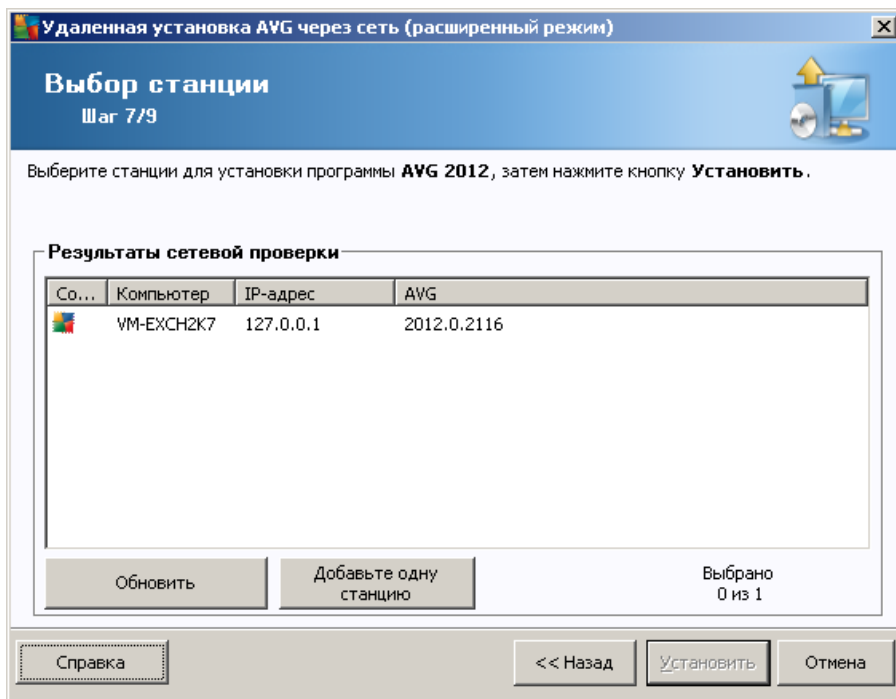 Удаленная установка AVG через сеть (расширенный режим)
Выбор станции
Шаг 7/9
Выберите станции для установки программы AVG 2012, затем нажмите кнопку Установить.
Результаты сетевой проверки
Со... Компьютер IP-адрес AVG
VM-EXCH2K7 127.0.0.1 2012.0.2116
Обновить
Добавьте одну
станцию
Выбрано
0 из 1
Справка
<< Назад
Установить
Отмена